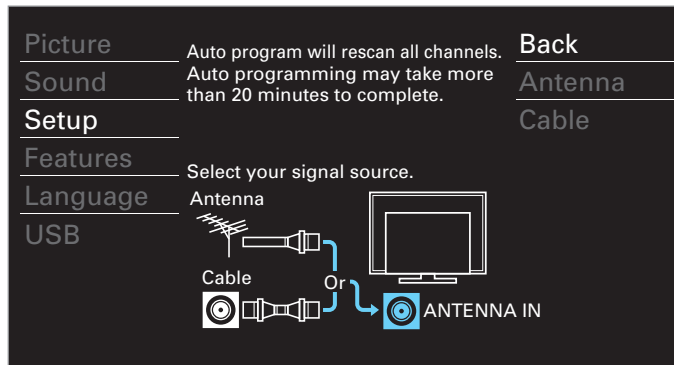 Picture
Sound
Setup
Features
Language
USB
Auto program will rescan all channels.
Auto programming may take more
than 20 minutes to complete.
Select your signal source.
Antenna
Cable
Or
ANTENNA IN
Back
Antenna
Cable